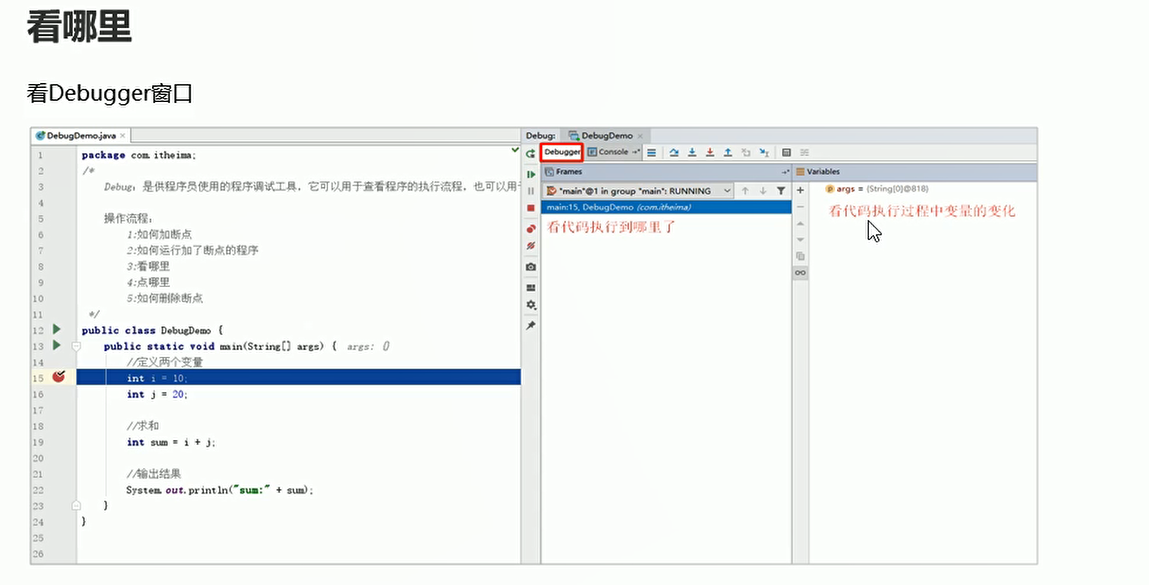 看哪里
看Debugger窗口
DebugDemo.java ×
1 package com.itheima;
2 /*
3 Debug：是供程序员使用的程序调试工具，它可以用于查看程序的执行流程，也可以用于
4
5 操作流程：
6 1:如何加断点
7 2:如何运行加了断点的程序
8 3:看哪里
9 4:点哪里
10 5:如何删除断点
11 */
12 public class DebugDemo {
13 public static void main(String[] args) { args: {}
14 //定义两个变量
15 int i = 10;
16 int j = 20;
17
18 //求和
19 int sum = i + j;
20
21 //输出结果
22 System.out.println("sum:" + sum);
23 }
24 }
25
26
Debug: DebugDemo ×
Debugger Console
Frames
"main"@1 in group "main": RUNNING
main:15, DebugDemo (com.itheima)
看代码执行到哪里了
Variables
args = {String[0]@818}
看代码执行过程中变量的变化